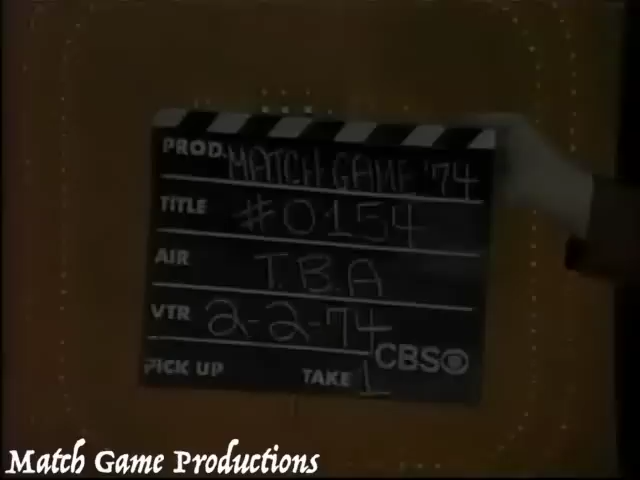 PROD. MATCH GAME '74
TITLE #0154
AIR T.B.A
VTR 2-2-74
CBS
PICK UP TAKE 1
Match Game Productions